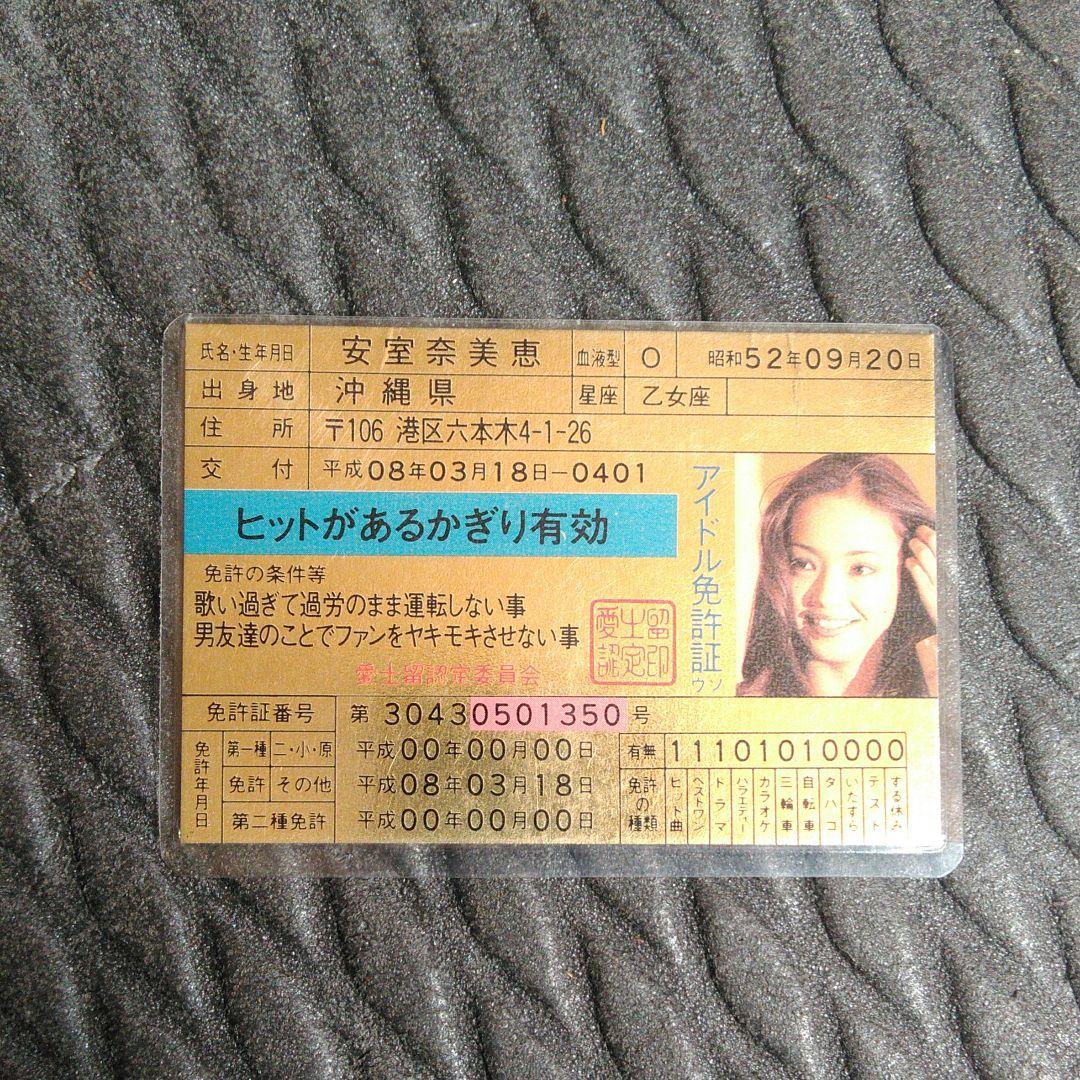 氏名・生年月日 安室奈美恵 血液型 O 昭和52年09月20日
出身地 沖縄県 星座 乙女座
住所 〒106 港区六本木4-1-26
交付 平成08年03月18日-0401
ヒットがあるかぎり有効
免許の条件等
歌い過ぎて過労のまま運転しない事
男友達のことでファンをヤキモキさせない事
愛土留認定委員会
愛土留認定印
アイドル免許証
ウソ
免許証番号 第 30430501350 号
免許年月日
第一種 二・小・原 平成00年00月00日
免許 その他 平成08年03月18日
第二種免許 平成00年00月00日
有無 11101010000
免許の種類 ヒット曲 ベストワン ドラマ バラエティー カラオケ 三輪車 自転車 タバコ いたずら テスト ずる休み